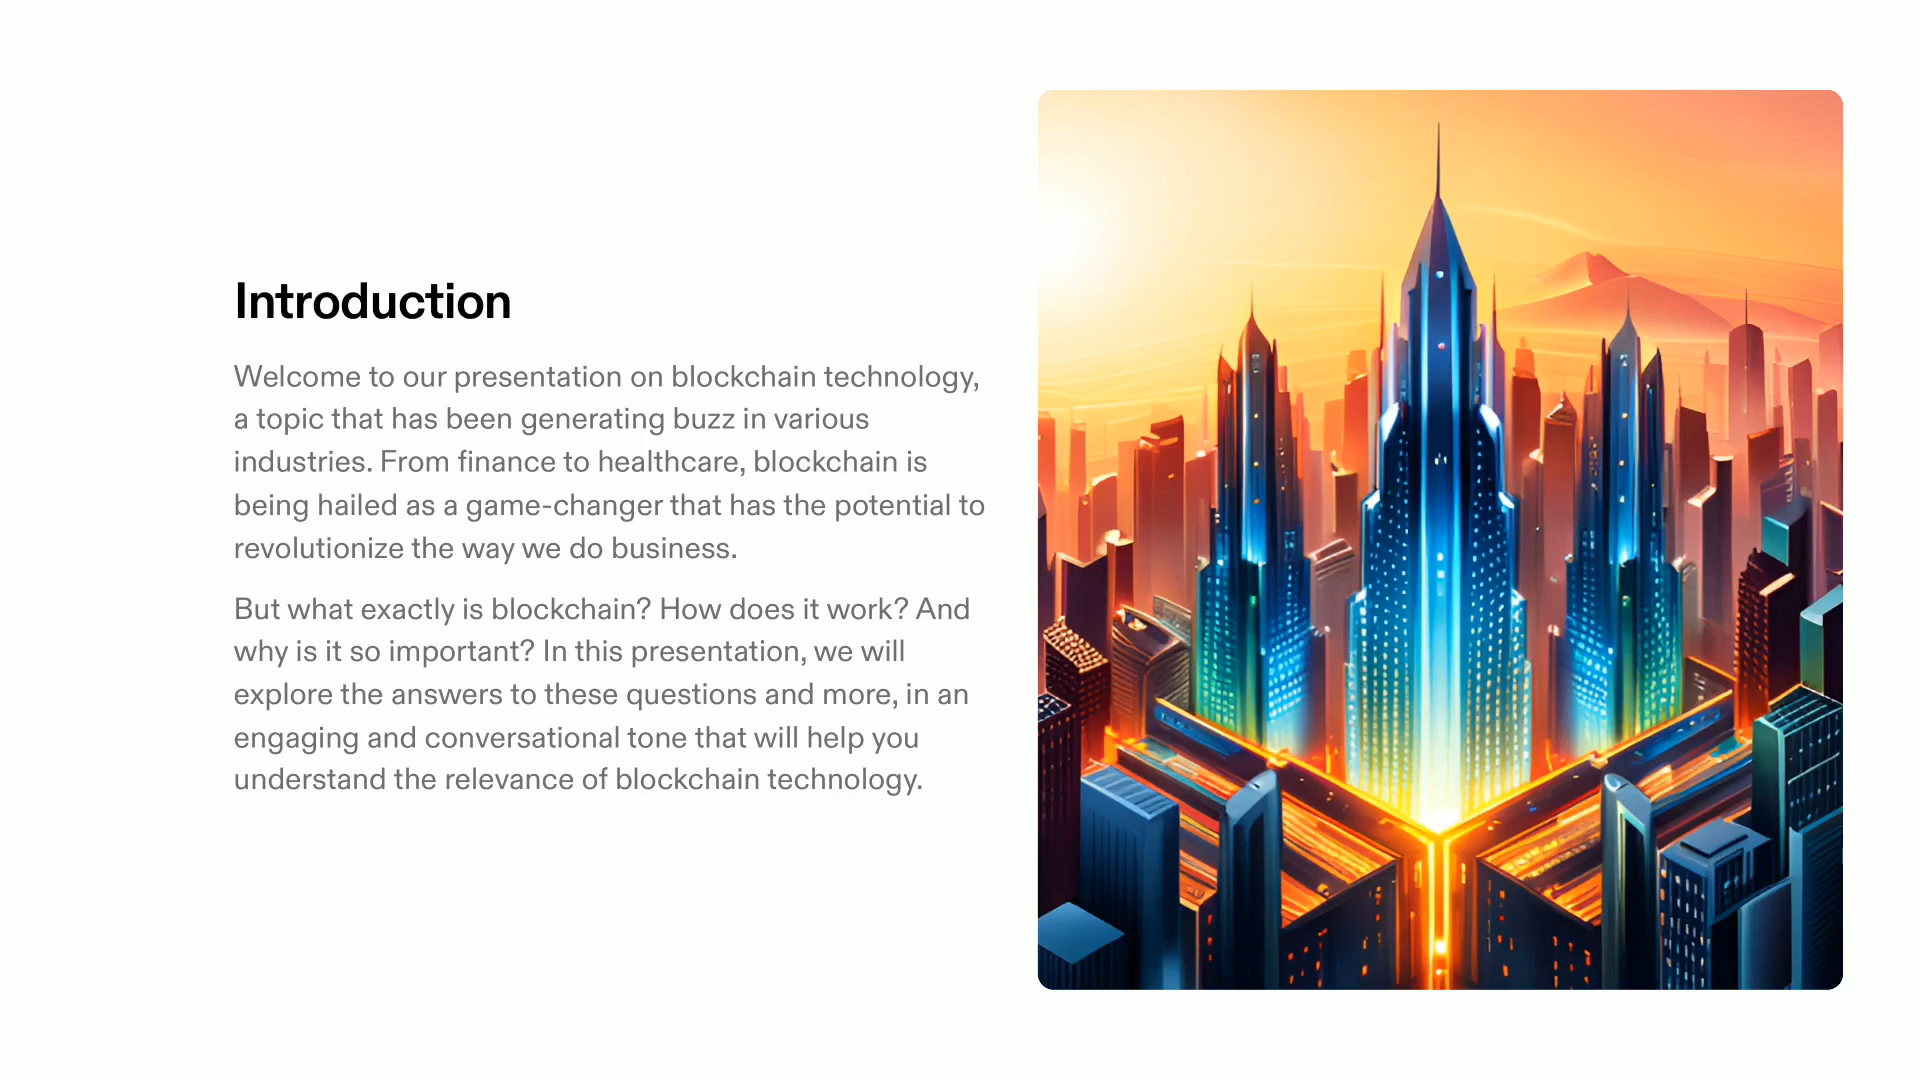 Introduction
Welcome to our presentation on blockchain technology,
a topic that has been generating buzz in various
industries. From finance to healthcare, blockchain is
being hailed as a game-changer that has the potential to
revolutionize the way we do business.
But what exactly is blockchain? How does it work? And
why is it so important? In this presentation, we will
explore the answers to these questions and more, in an
engaging and conversational tone that will help you
understand the relevance of blockchain technology.